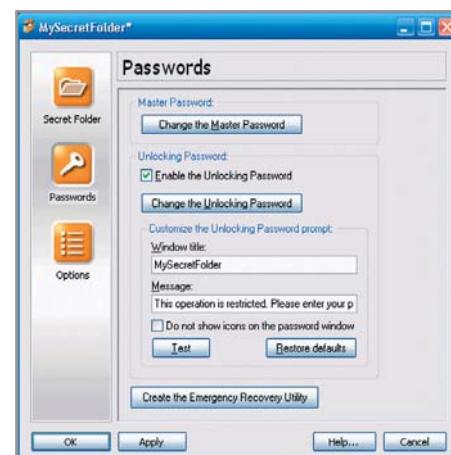 MySecretFolder*
Passwords
Secret Folder
Passwords
Options
Master Password:
Change the Master Password
Unlocking Password:
Enable the Unlocking Password
Change the Unlocking Password
Customize the Unlocking Password prompt:
Window title:
MySecretFolder
Message:
This operation is restricted. Please enter your p
Do not show icons on the password window
Test
Restore defaults
Create the Emergency Recovery Utility
OK
Apply
Help...
Cancel